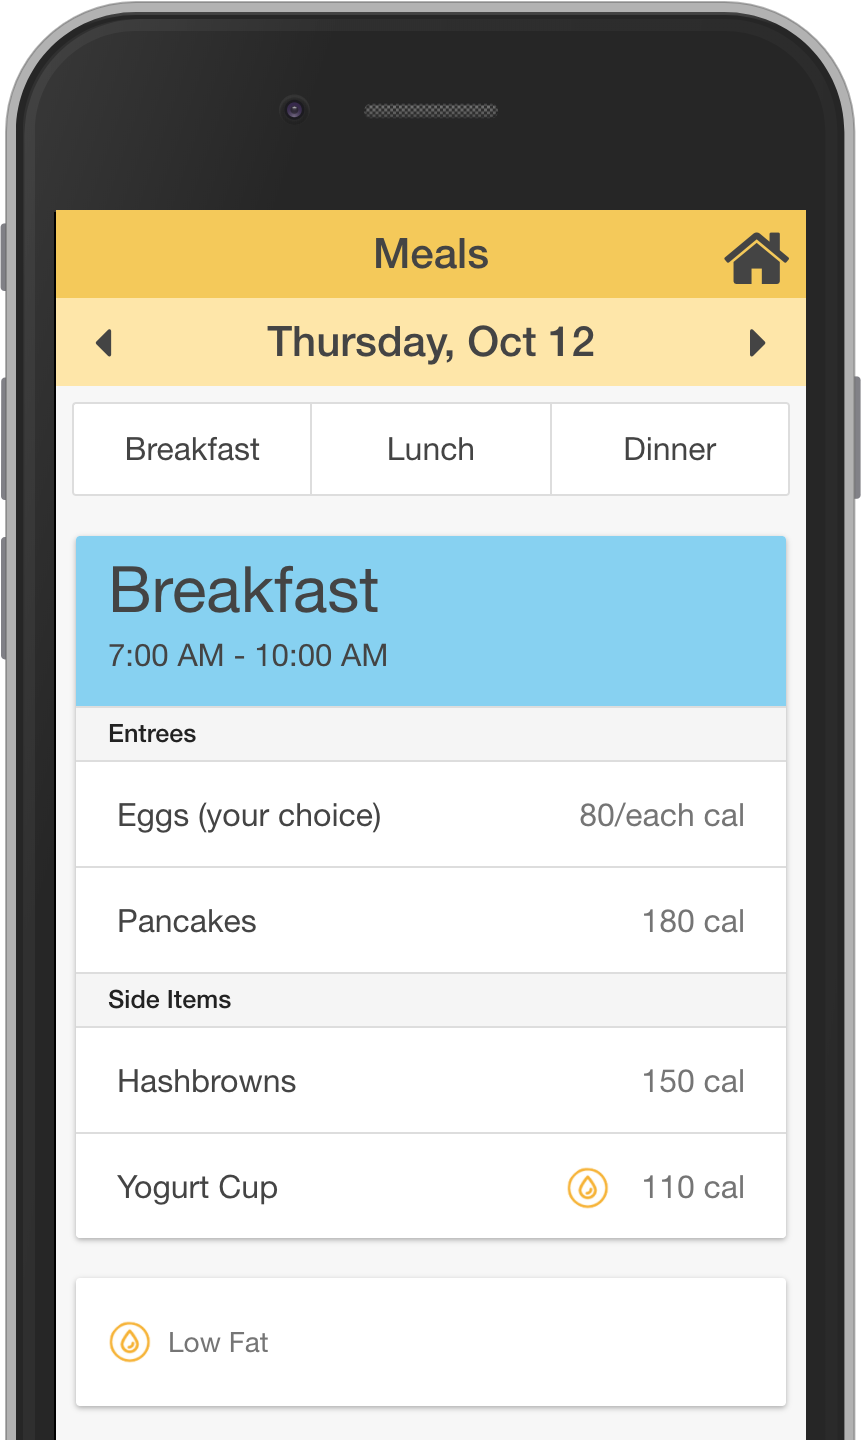 Meals
Thursday, Oct 12
Breakfast Lunch Dinner
Breakfast
7:00 AM - 10:00 AM
Entrees
Eggs (your choice) 80/each cal
Pancakes 180 cal
Side Items
Hashbrowns 150 cal
Yogurt Cup 110 cal
Low Fat